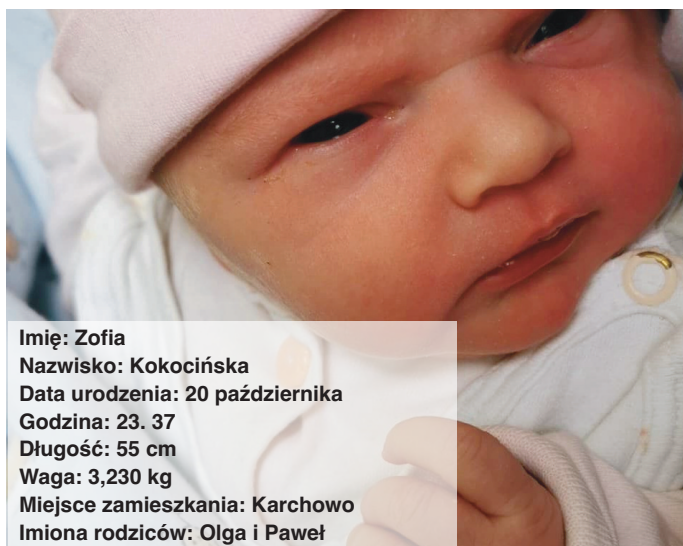 Imię: Zofia
Nazwisko: Kokocińska
Data urodzenia: 20 października
Godzina: 23. 37
Długość: 55 cm
Waga: 3,230 kg
Miejsce zamieszkania: Karchowo
Imiona rodziców: Olga i Paweł